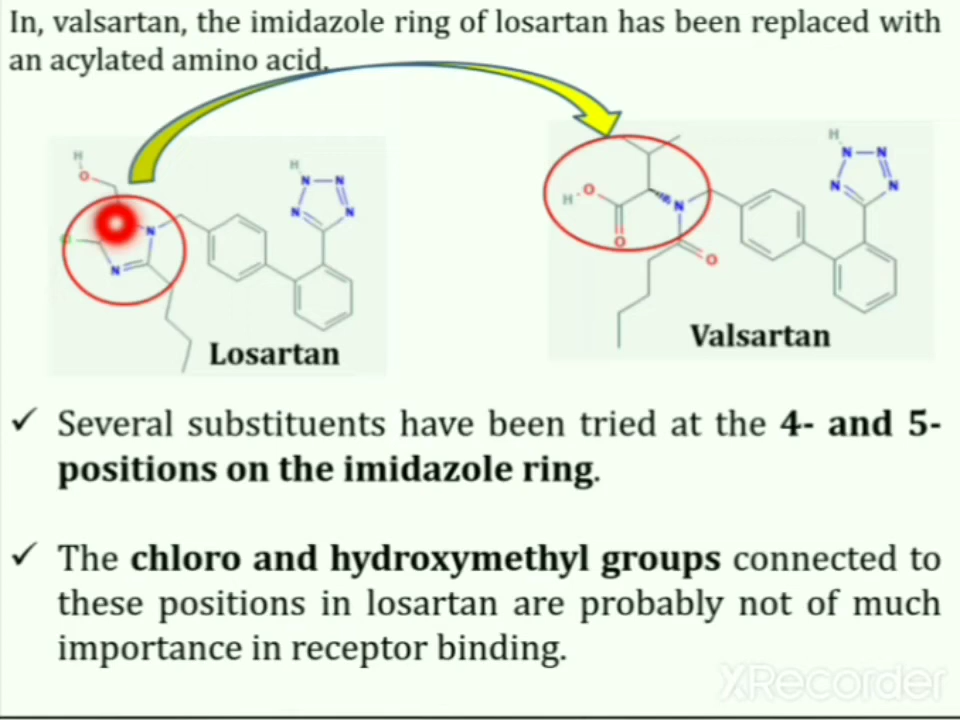 In, valsartan, the imidazole ring of losartan has been replaced with
an acylated amino acid.
H
O
N
N
H
N
N
N
N
Losartan
H
O
O
N
O
H
N
N
N
N
Valsartan
✓ Several substituents have been tried at the 4- and 5-
positions on the imidazole ring.
✓ The chloro and hydroxymethyl groups connected to
these positions in losartan are probably not of much
importance in receptor binding.
XRecorder